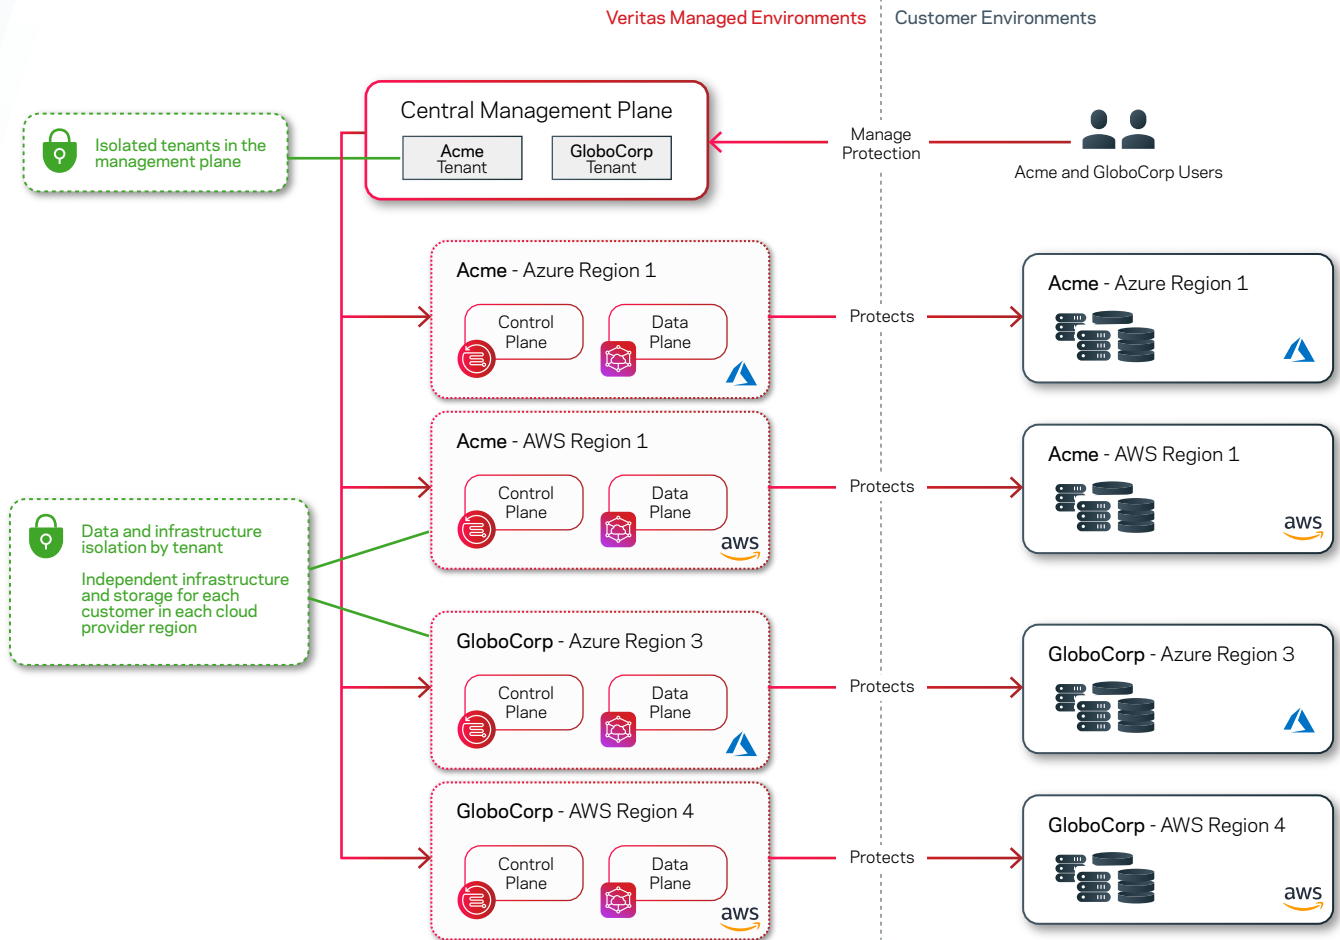 Veritas Managed Environments
Customer Environments
Central Management Plane
Acme
Tenant
GloboCorp
Tenant
Isolated tenants in the
management plane
Manage
Protection
Acme and GloboCorp Users
Acme - Azure Region 1
Control
Plane
Data
Plane
Protects
Acme - Azure Region 1
Acme - AWS Region 1
Control
Plane
Data
Plane
aws
Protects
Acme - AWS Region 1
aws
Data and infrastructure
isolation by tenant
Independent infrastructure
and storage for each
customer in each cloud
provider region
GloboCorp - Azure Region 3
Control
Plane
Data
Plane
Protects
GloboCorp - Azure Region 3
GloboCorp - AWS Region 4
Control
Plane
Data
Plane
aws
Protects
GloboCorp - AWS Region 4
aws